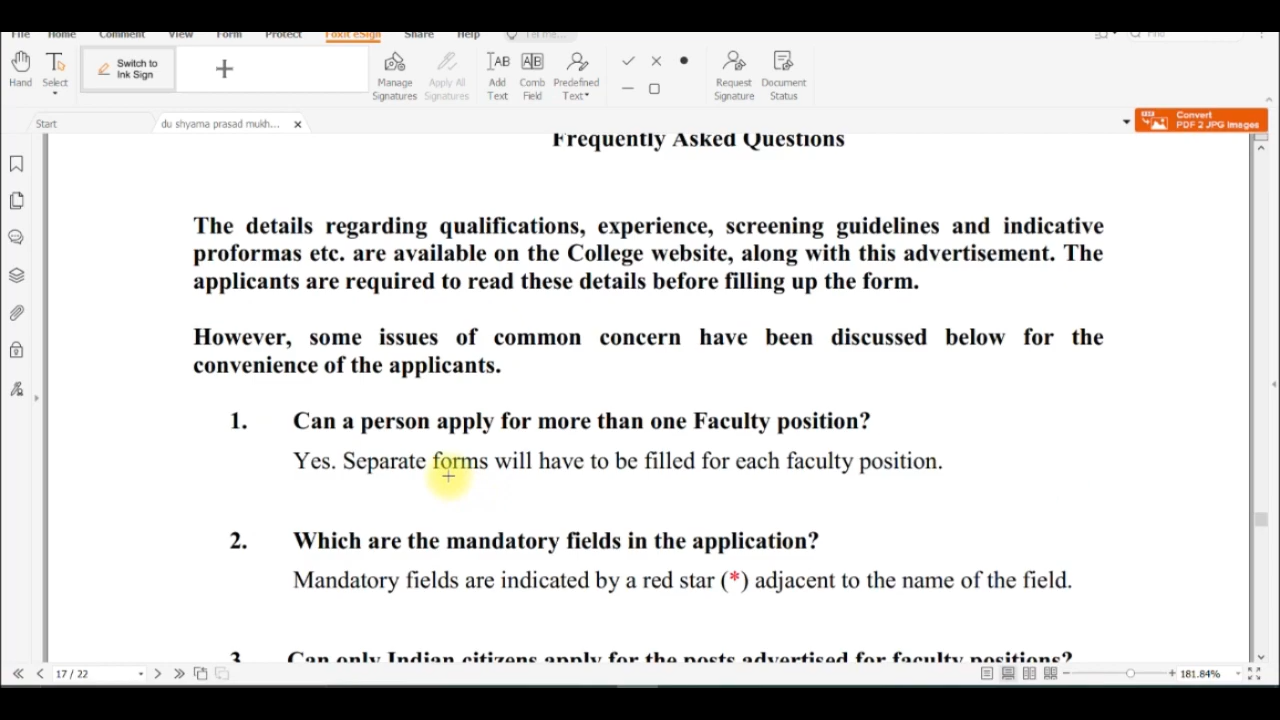 File Home Comment View Form Protect Foxit eSign Share Help Tell me... Find
Hand
Select
Switch to
Ink Sign
Manage
Signatures
Apply All
Signatures
Add
Text
Comb
Field
Predefined
Text
Request
Signature
Document
Status
Start
du shyama prasad mukh...
Convert
PDF 2 JPG Images
Frequently Asked Questions
The details regarding qualifications, experience, screening guidelines and indicative
proformas etc. are available on the College website, along with this advertisement. The
applicants are required to read these details before filling up the form.
However, some issues of common concern have been discussed below for the
convenience of the applicants.
1. Can a person apply for more than one Faculty position?
Yes. Separate forms will have to be filled for each faculty position.
2. Which are the mandatory fields in the application?
Mandatory fields are indicated by a red star (*) adjacent to the name of the field.
3. Can only Indian citizens apply for the posts advertised for faculty positions?
17 / 22
181.84%